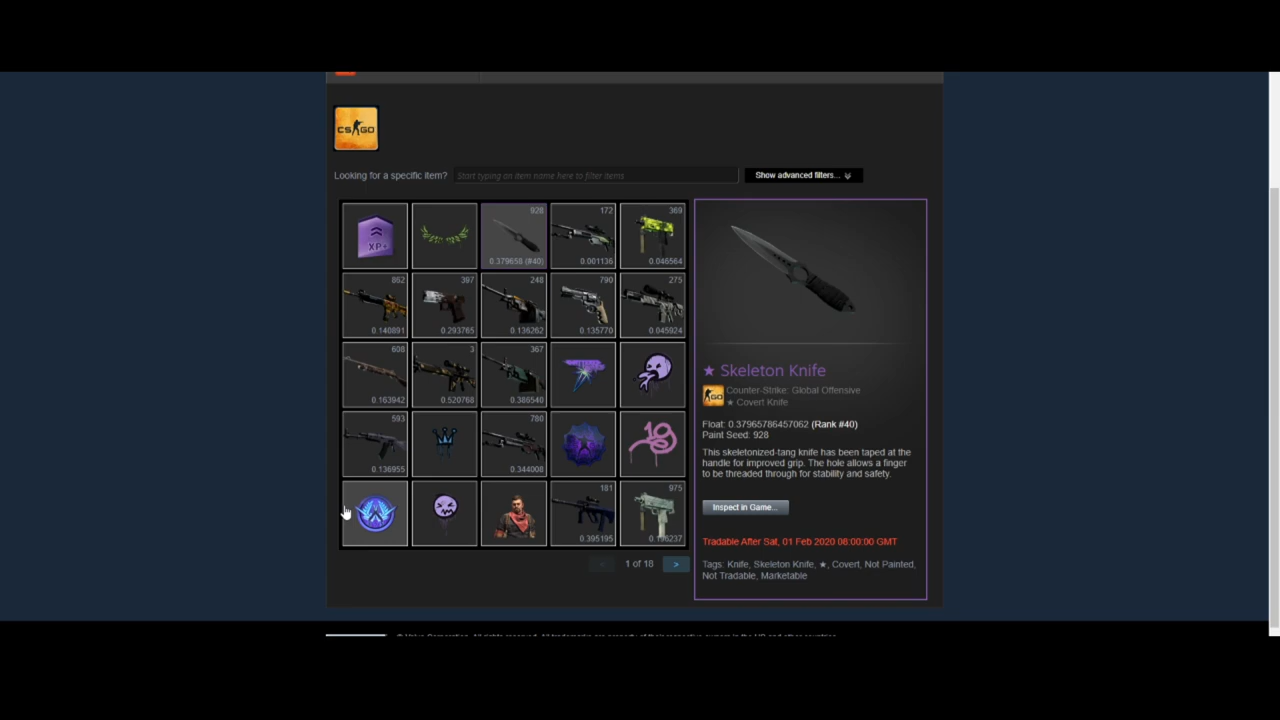 CS GO
Looking for a specific item?
Start typing an item name here to filter items
Show advanced filters...
XP+
928
0.379658 (#40)
172
0.001136
369
0.046564
862
0.140891
397
0.293765
248
0.136262
790
0.135770
275
0.045924
608
0.163942
3
0.520768
367
0.386540
593
0.136955
780
0.344008
181
0.395195
975
1 of 18
>
★ Skeleton Knife
GO
Counter-Strike: Global Offensive
★ Covert Knife
Float: 0.37965786457062 (Rank #40)
Paint Seed: 928
This skeletonized-tang knife has been taped at the
handle for improved grip. The hole allows a finger
to be threaded through for stability and safety.
Inspect in Game...
Tradable After Sat, 01 Feb 2020 08:00:00 GMT
Tags: Knife, Skeleton Knife, ★, Covert, Not Painted,
Not Tradable, Marketable